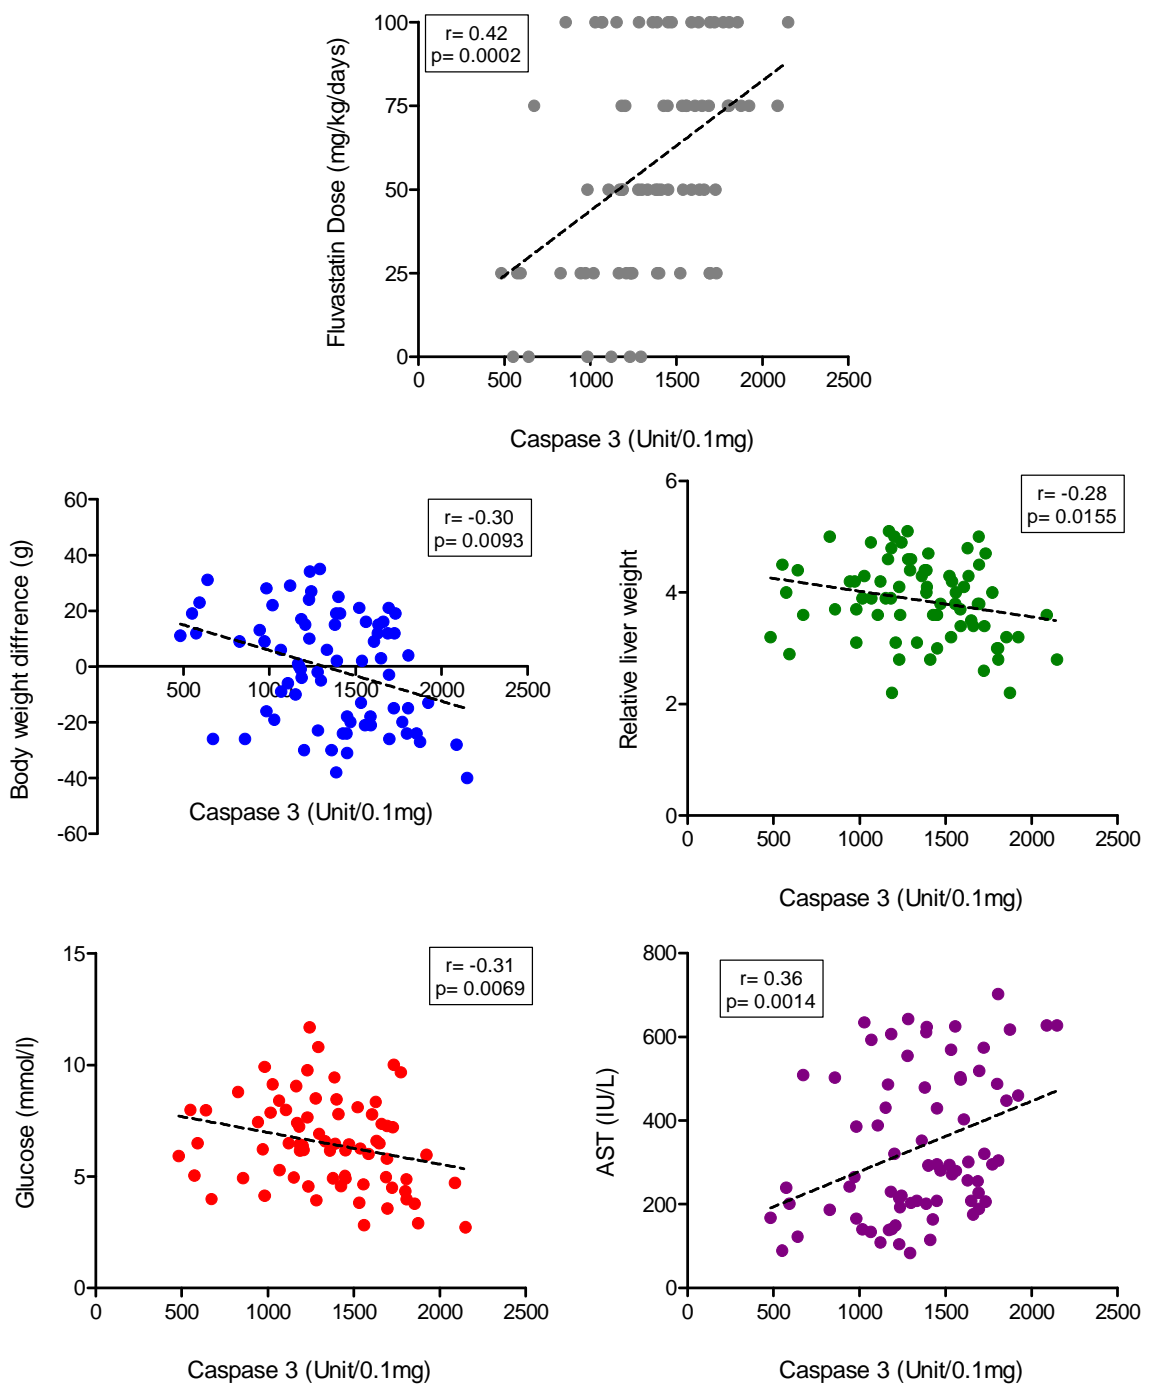 100
75
50
25
0
Fluvastatin Dose (mg/kg/days)
r= 0.42
p= 0.0002
0 500 1000 1500 2000 2500
Caspase 3 (Unit/0.1mg)
60
40
20
0
-20
-40
-60
Body weight diffrence (g)
r= -0.30
p= 0.0093
500 1000 1500 2000 2500
Caspase 3 (Unit/0.1mg)
6
4
2
0
Relative liver weight
r= -0.28
p= 0.0155
0 500 1000 1500 2000 2500
Caspase 3 (Unit/0.1mg)
15
10
5
0
Glucose (mmol/l)
r= -0.31
p= 0.0069
0 500 1000 1500 2000 2500
Caspase 3 (Unit/0.1mg)
800
600
400
200
0
AST (IU/L)
r= 0.36
p= 0.0014
0 500 1000 1500 2000 2500
Caspase 3 (Unit/0.1mg)